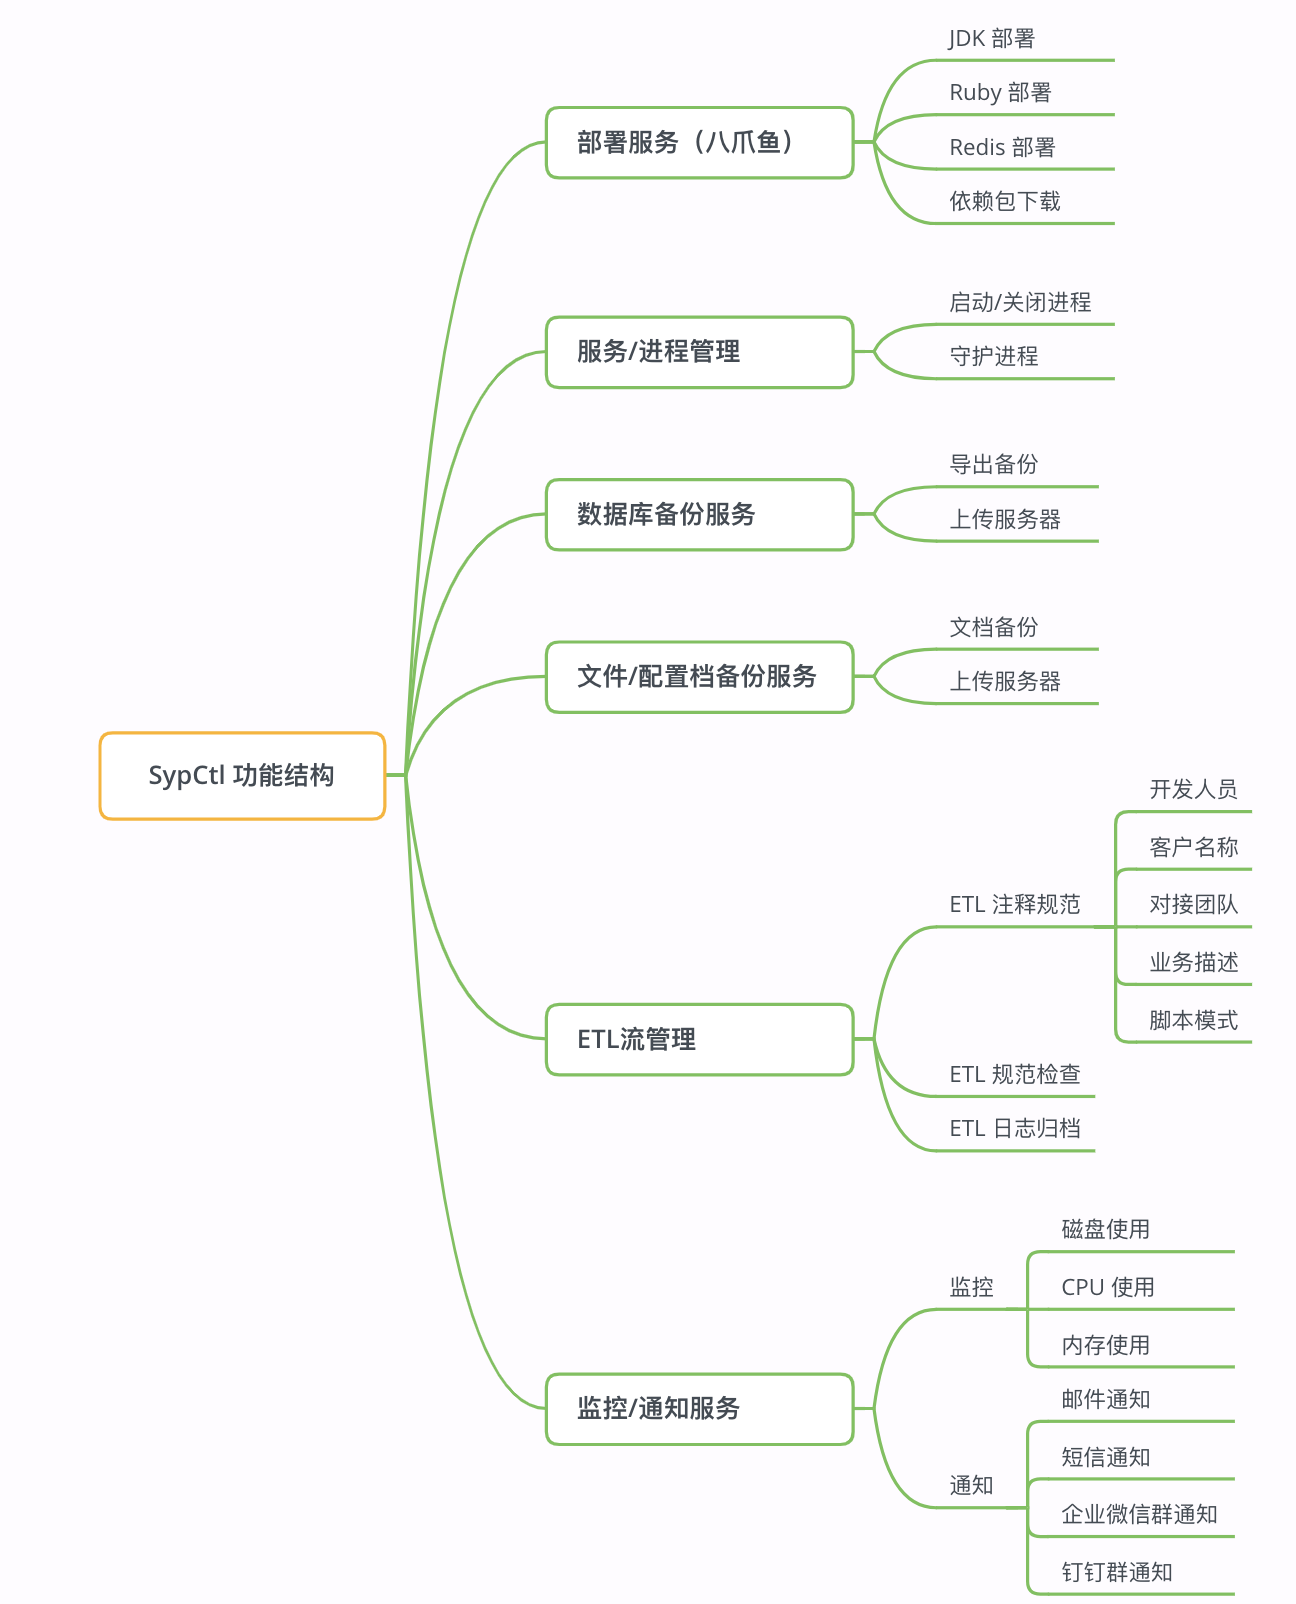 SypCtl 功能结构
部署服务（八爪鱼）
JDK 部署
Ruby 部署
Redis 部署
依赖包下载
服务/进程管理
启动/关闭进程
守护进程
数据库备份服务
导出备份
上传服务器
文件/配置档备份服务
文档备份
上传服务器
ETL流管理
ETL 注释规范
开发人员
客户名称
对接团队
业务描述
脚本模式
ETL 规范检查
ETL 日志归档
监控/通知服务
监控
磁盘使用
CPU 使用
内存使用
通知
邮件通知
短信通知
企业微信群通知
钉钉群通知